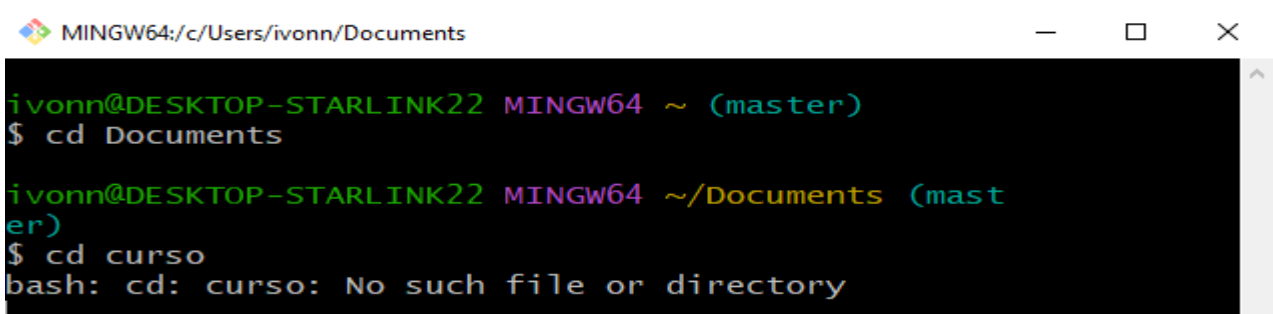 MINGW64:/c/Users/ivonn/Documents
ivonn@DESKTOP-STARLINK22 MINGW64 ~ (master)
$ cd Documents
ivonn@DESKTOP-STARLINK22 MINGW64 ~/Documents (mast
er)
$ cd curso
bash: cd: curso: No such file or directory